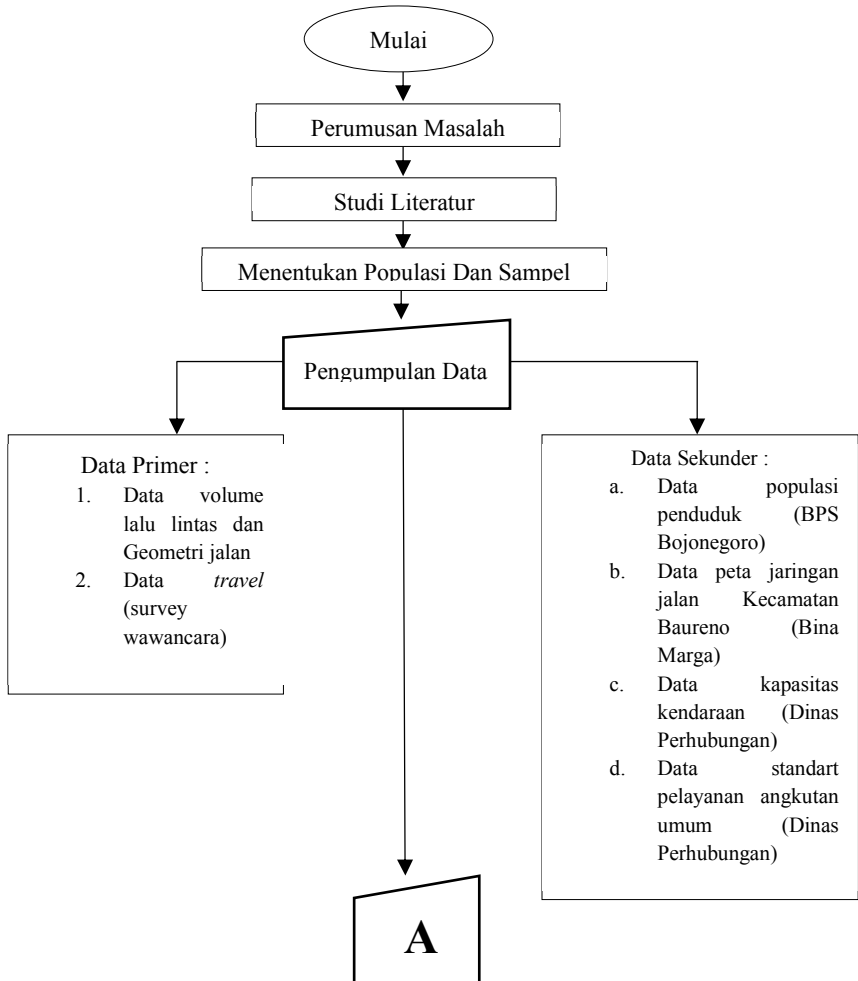 Mulai
Perumusan Masalah
Studi Literatur
Menentukan Populasi Dan Sampel
Pengumpulan Data
Data Primer :
1. Data volume
lalu lintas dan
Geometri jalan
2. Data travel
(survey
wawancara)
Data Sekunder :
a. Data populasi
penduduk (BPS
Bojonegoro)
b. Data peta jaringan
jalan Kecamatan
Baureno (Bina
Marga)
c. Data kapasitas
kendaraan (Dinas
Perhubungan)
d. Data standart
pelayanan angkutan
umum (Dinas
Perhubungan)
A